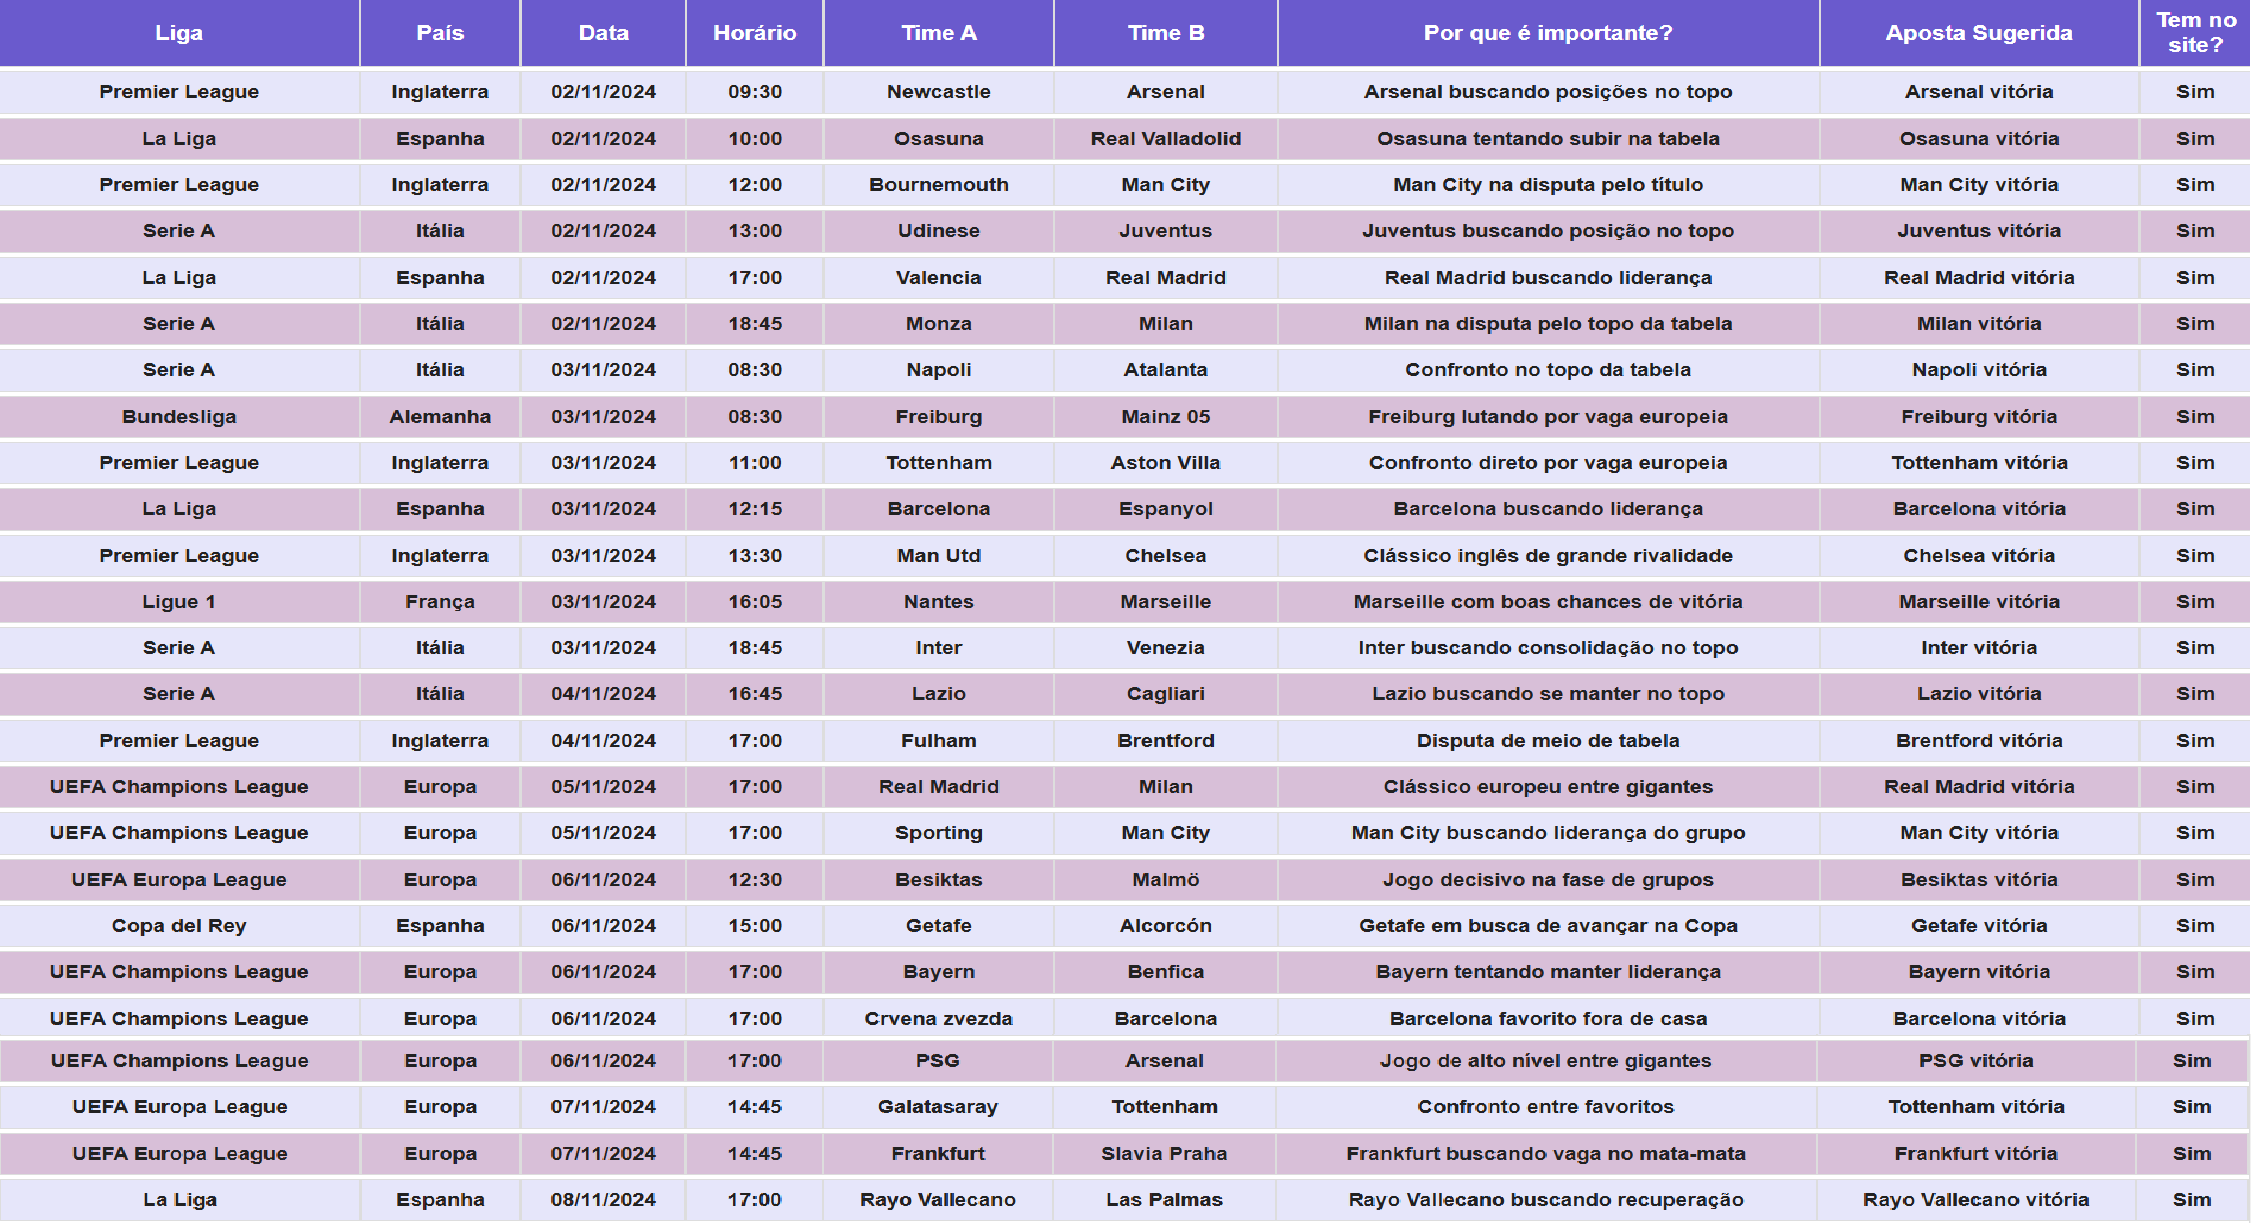 Liga País Data Horário Time A Time B Por que é importante? Aposta Sugerida Tem no site?
Premier League Inglaterra 02/11/2024 09:30 Newcastle Arsenal Arsenal buscando posições no topo Arsenal vitória Sim
La Liga Espanha 02/11/2024 10:00 Osasuna Real Valladolid Osasuna tentando subir na tabela Osasuna vitória Sim
Premier League Inglaterra 02/11/2024 12:00 Bournemouth Man City Man City na disputa pelo título Man City vitória Sim
Serie A Itália 02/11/2024 13:00 Udinese Juventus Juventus buscando posição no topo Juventus vitória Sim
La Liga Espanha 02/11/2024 17:00 Valencia Real Madrid Real Madrid buscando liderança Real Madrid vitória Sim
Serie A Itália 02/11/2024 18:45 Monza Milan Milan na disputa pelo topo da tabela Milan vitória Sim
Serie A Itália 03/11/2024 08:30 Napoli Atalanta Confronto no topo da tabela Napoli vitória Sim
Bundesliga Alemanha 03/11/2024 08:30 Freiburg Mainz 05 Freiburg lutando por vaga europeia Freiburg vitória Sim
Premier League Inglaterra 03/11/2024 11:00 Tottenham Aston Villa Confronto direto por vaga europeia Tottenham vitória Sim
La Liga Espanha 03/11/2024 12:15 Barcelona Espanyol Barcelona buscando liderança Barcelona vitória Sim
Premier League Inglaterra 03/11/2024 13:30 Man Utd Chelsea Clássico inglês de grande rivalidade Chelsea vitória Sim
Ligue 1 França 03/11/2024 16:05 Nantes Marseille Marseille com boas chances de vitória Marseille vitória Sim
Serie A Itália 03/11/2024 18:45 Inter Venezia Inter buscando consolidação no topo Inter vitória Sim
Serie A Itália 04/11/2024 16:45 Lazio Cagliari Lazio buscando se manter no topo Lazio vitória Sim
Premier League Inglaterra 04/11/2024 17:00 Fulham Brentford Disputa de meio de tabela Brentford vitória Sim
UEFA Champions League Europa 05/11/2024 17:00 Real Madrid Milan Clássico europeu entre gigantes Real Madrid vitória Sim
UEFA Champions League Europa 05/11/2024 17:00 Sporting Man City Man City buscando liderança do grupo Man City vitória Sim
UEFA Europa League Europa 06/11/2024 12:30 Besiktas Malmö Jogo decisivo na fase de grupos Besiktas vitória Sim
Copa del Rey Espanha 06/11/2024 15:00 Getafe Alcorcón Getafe em busca de avançar na Copa Getafe vitória Sim
UEFA Champions League Europa 06/11/2024 17:00 Bayern Benfica Bayern tentando manter liderança Bayern vitória Sim
UEFA Champions League Europa 06/11/2024 17:00 Crvena zvezda Barcelona Barcelona favorito fora de casa Barcelona vitória Sim
UEFA Champions League Europa 06/11/2024 17:00 PSG Arsenal Jogo de alto nível entre gigantes PSG vitória Sim
UEFA Europa League Europa 07/11/2024 14:45 Galatasaray Tottenham Confronto entre favoritos Tottenham vitória Sim
UEFA Europa League Europa 07/11/2024 14:45 Frankfurt Slavia Praha Frankfurt buscando vaga no mata-mata Frankfurt vitória Sim
La Liga Espanha 08/11/2024 17:00 Rayo Vallecano Las Palmas Rayo Vallecano buscando recuperação Rayo Vallecano vitória Sim